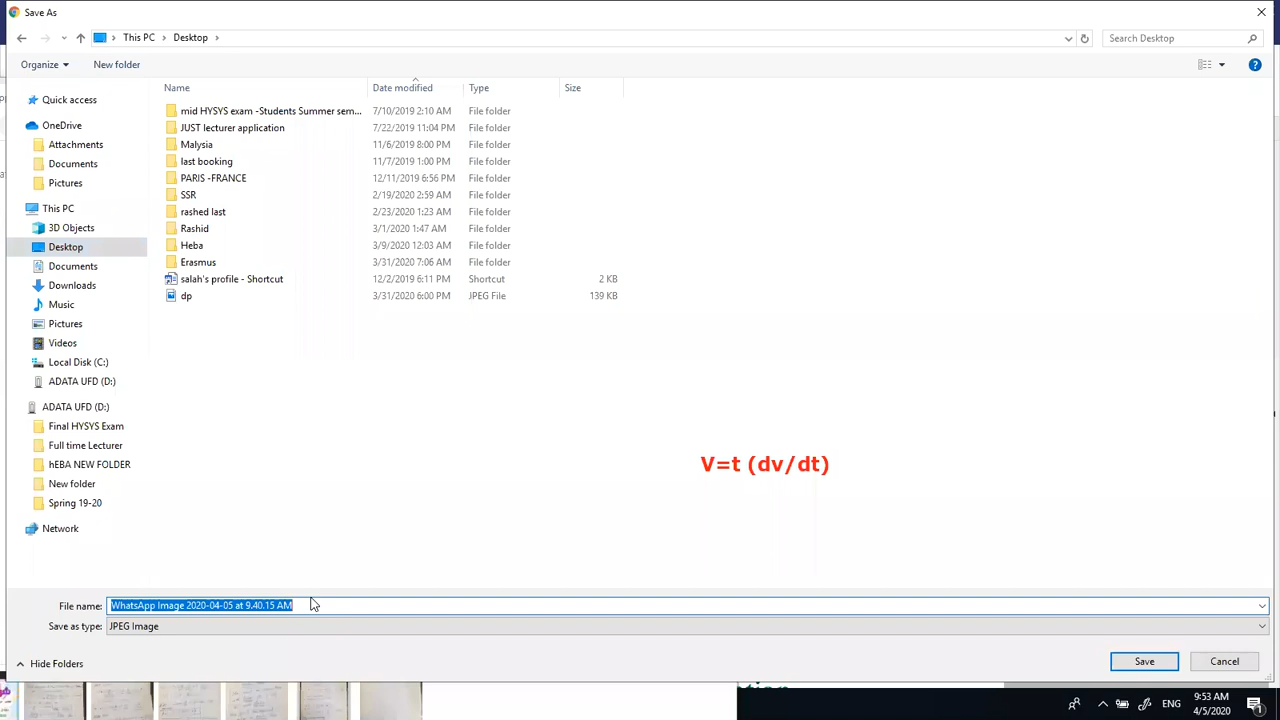 Save As
This PC > Desktop >
Search Desktop
Organize
New folder
Name
Date modified
Type
Size
Quick access
OneDrive
Attachments
Documents
Pictures
This PC
3D Objects
Desktop
Documents
Downloads
Music
Pictures
Videos
Local Disk (C:)
ADATA UFD (D:)
ADATA UFD (D:)
Final HYSYS Exam
Full time Lecturer
hEBA NEW FOLDER
New folder
Spring 19-20
Network
mid HYSYS exam -Students Summer sem... 7/10/2019 2:10 AM File folder
JUST lecturer application 7/22/2019 11:04 PM File folder
Malysia 11/6/2019 8:00 PM File folder
last booking 11/7/2019 1:00 PM File folder
PARIS -FRANCE 12/11/2019 6:56 PM File folder
SSR 2/19/2020 2:59 AM File folder
rashed last 2/23/2020 1:23 AM File folder
Rashid 3/1/2020 1:47 AM File folder
Heba 3/9/2020 12:03 AM File folder
Erasmus 3/31/2020 7:06 AM File folder
salah's profile - Shortcut 12/2/2019 6:11 PM Shortcut 2 KB
dp 3/31/2020 6:00 PM JPEG File 139 KB
V=t (dv/dt)
File name: WhatsApp Image 2020-04-05 at 9.40.15 AM
Save as type: JPEG Image
Hide Folders
Save
Cancel
ENG
9:53 AM
4/5/2020
1